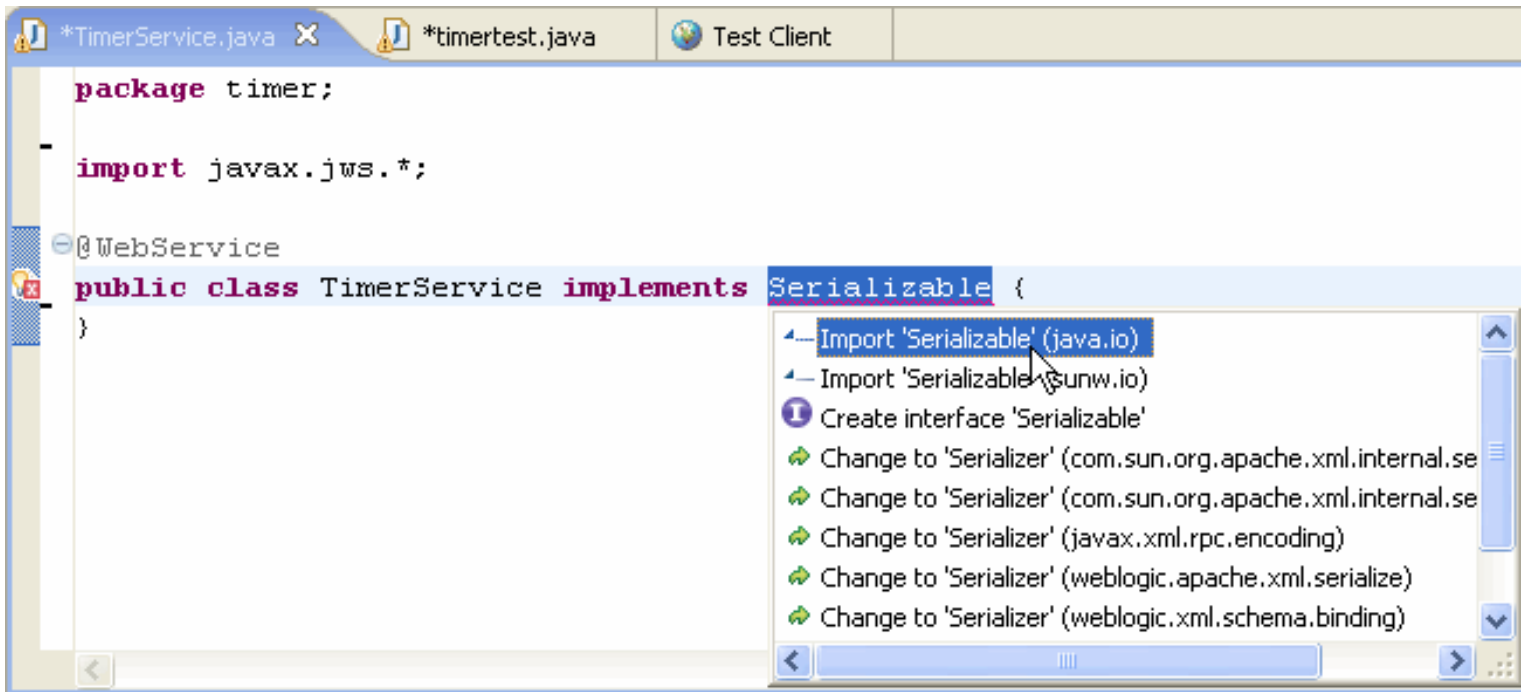 *TimerService.java *timertest.java Test Client
package timer;
import javax.jws.*;
@WebService
public class TimerService implements Serializable {
}
Import 'Serializable' (java.io)
Import 'Serializable' (sunw.io)
Create interface 'Serializable'
Change to 'Serializer' (com.sun.org.apache.xml.internal.se
Change to 'Serializer' (com.sun.org.apache.xml.internal.se
Change to 'Serializer' (javax.xml.rpc.encoding)
Change to 'Serializer' (weblogic.apache.xml.serialize)
Change to 'Serializer' (weblogic.xml.schema.binding)